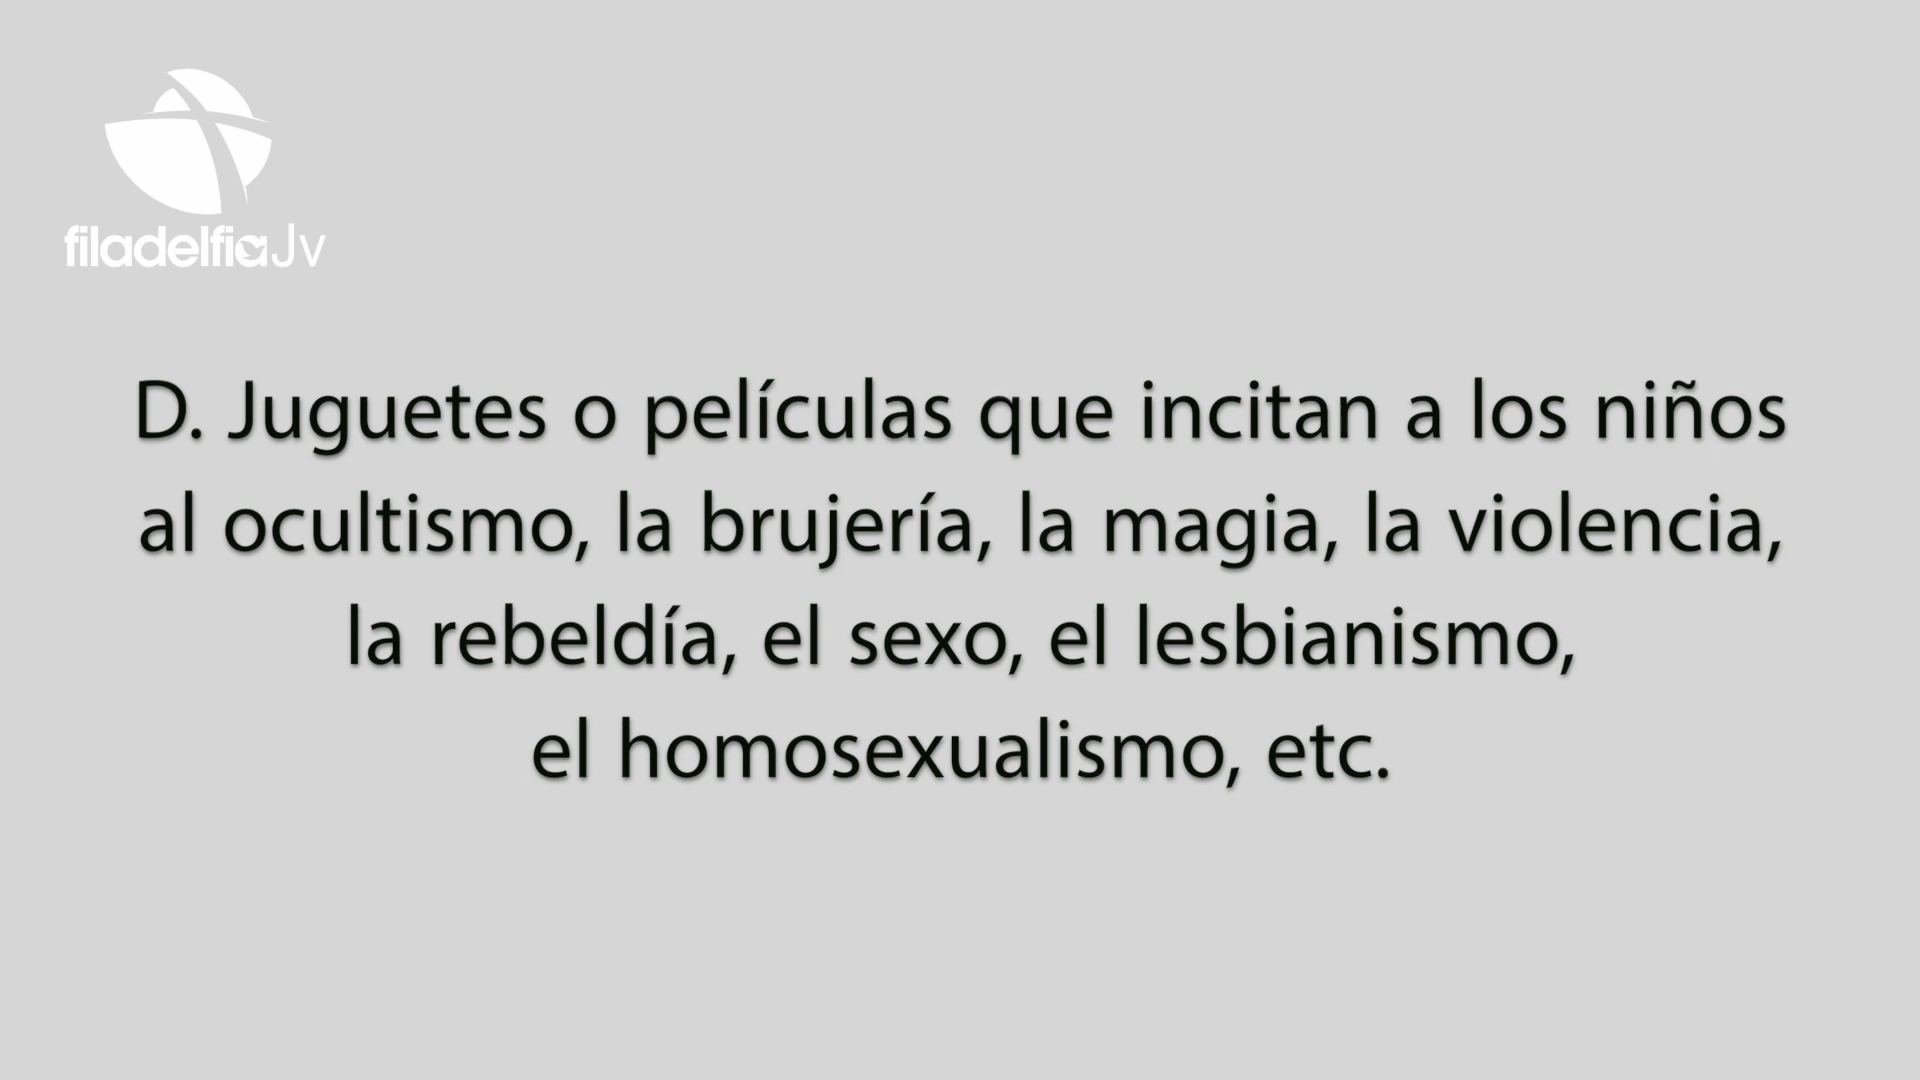 filadelfiaJv
D. Juguetes o películas que incitan a los niños
al ocultismo, la brujería, la magia, la violencia,
la rebeldía, el sexo, el lesbianismo,
el homosexualismo, etc.